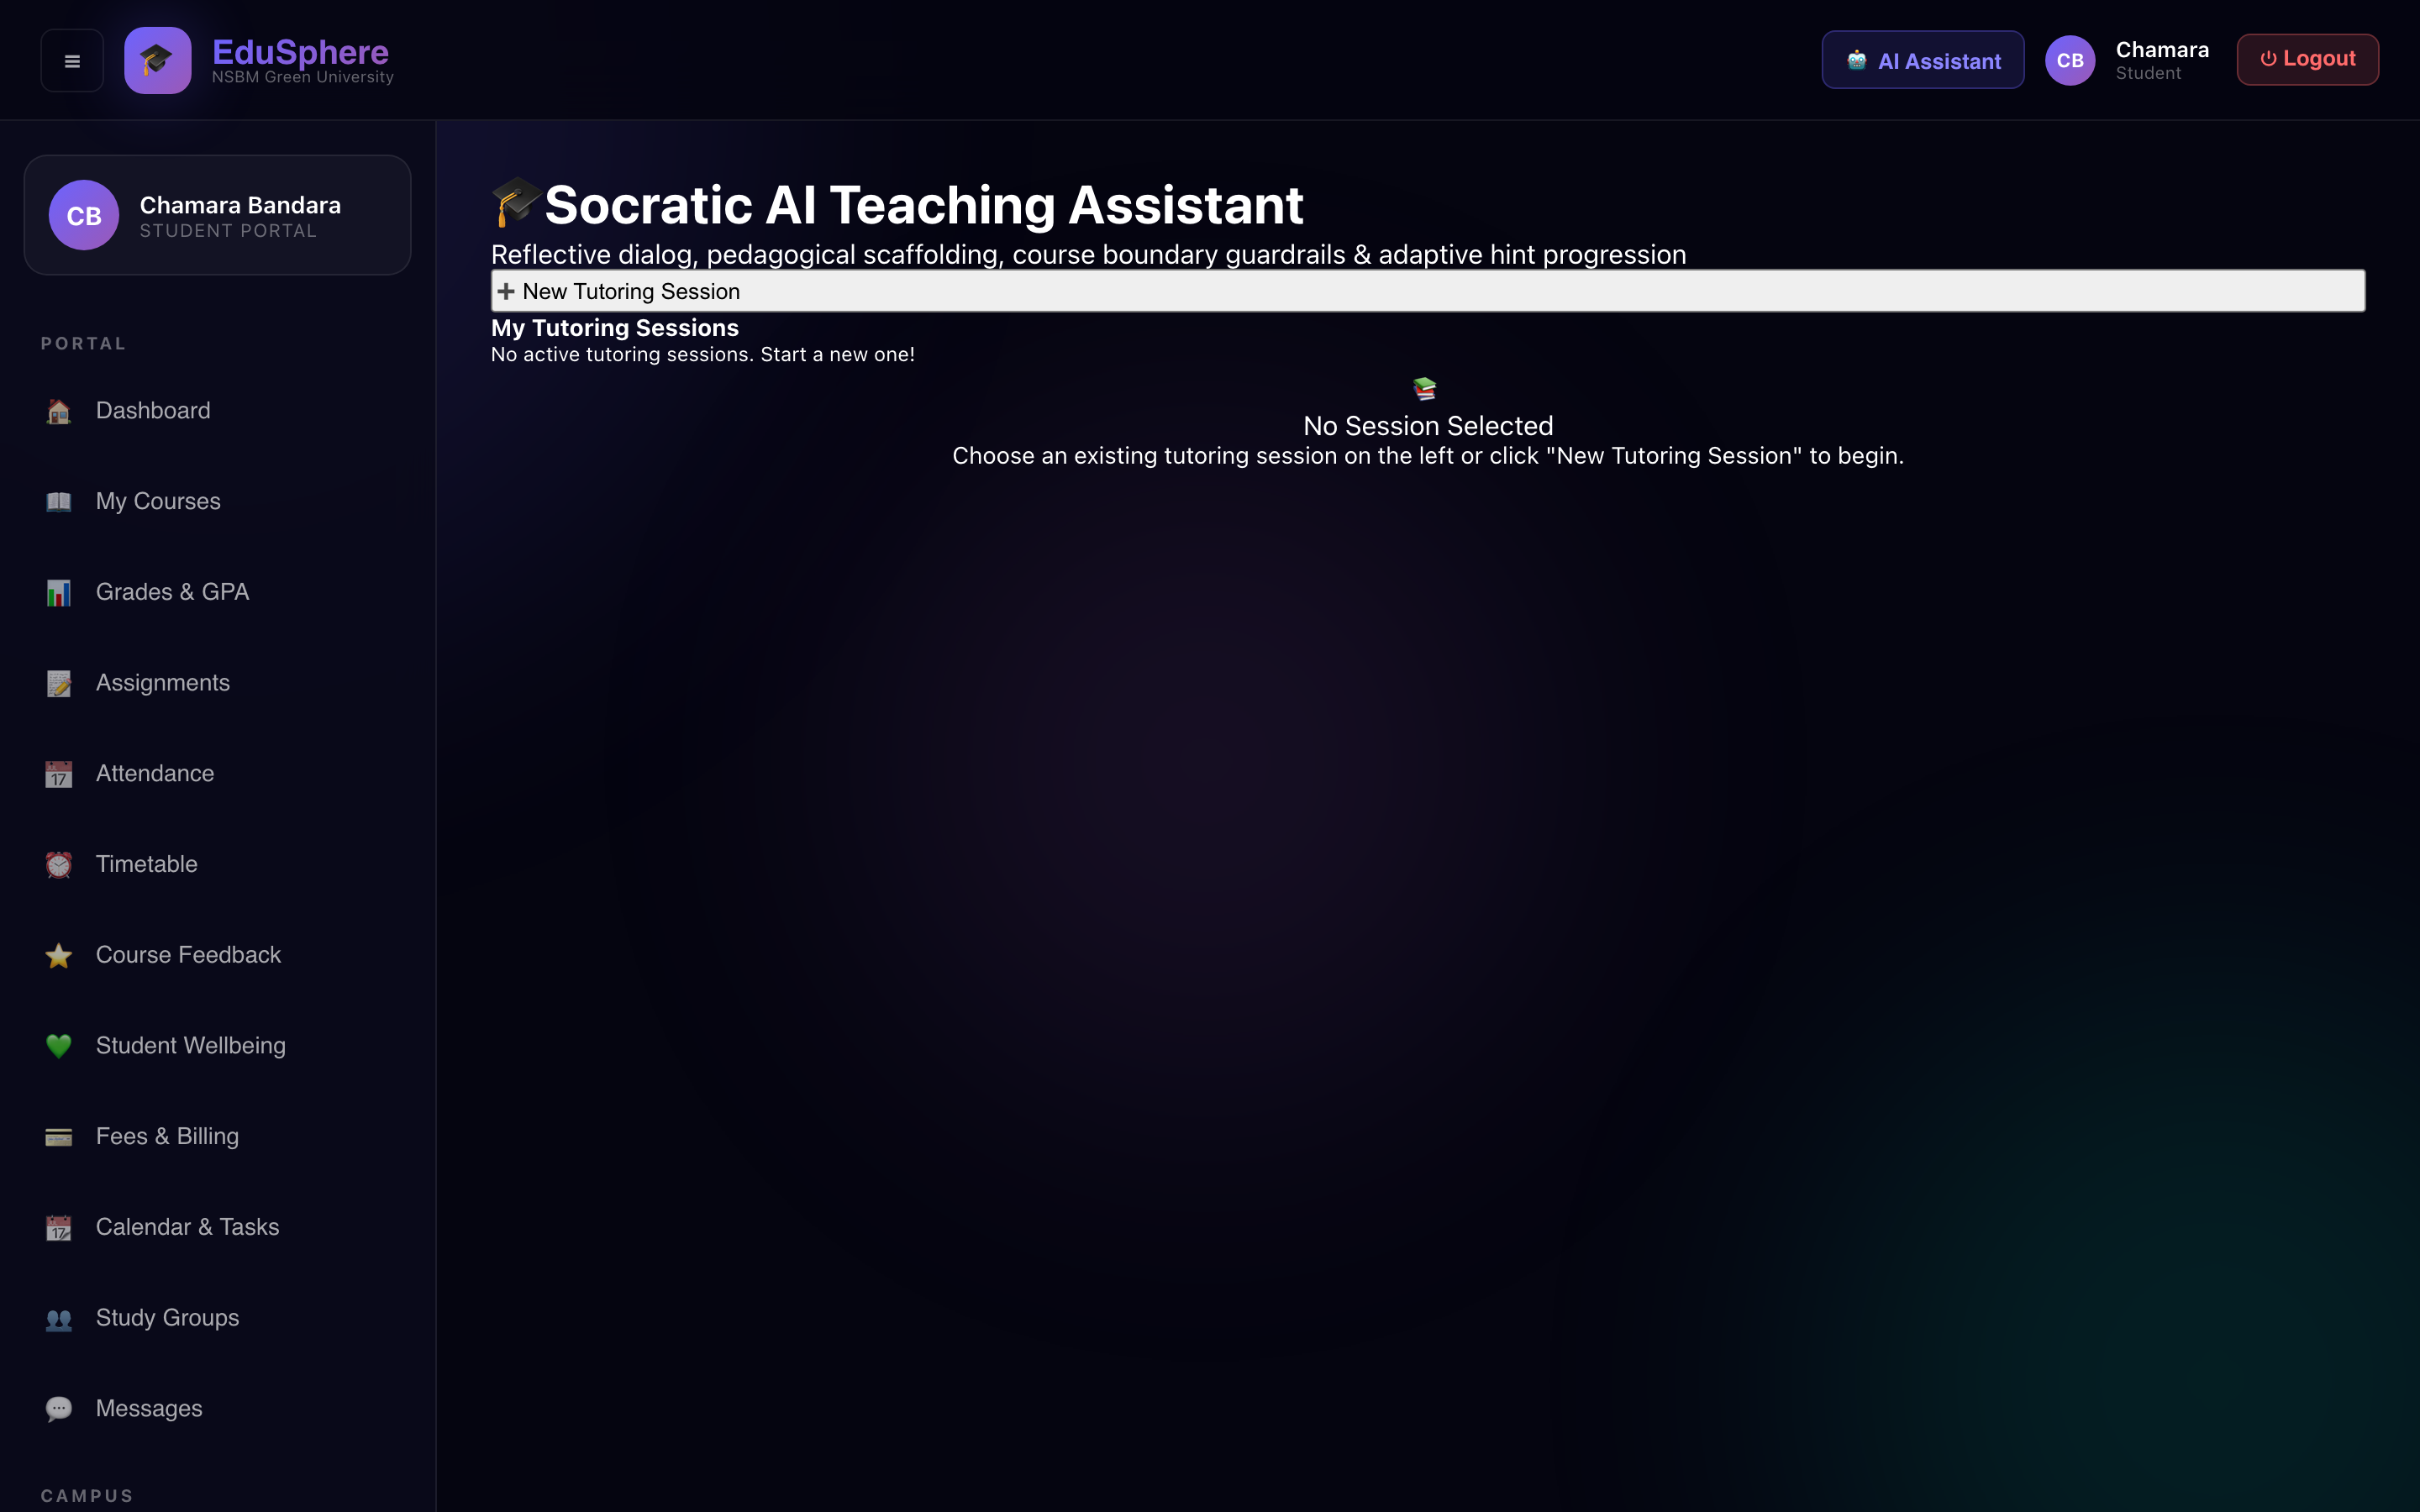 EduSphere
NSBM Green University
AI Assistant
CB
Chamara
Student
Logout
CB
Chamara Bandara
STUDENT PORTAL
PORTAL
Dashboard
My Courses
Grades & GPA
Assignments
Attendance
Timetable
Course Feedback
Student Wellbeing
Fees & Billing
Calendar & Tasks
Study Groups
Messages
CAMPUS
Socratic AI Teaching Assistant
Reflective dialog, pedagogical scaffolding, course boundary guardrails & adaptive hint progression
➕ New Tutoring Session
My Tutoring Sessions
No active tutoring sessions. Start a new one!
No Session Selected
Choose an existing tutoring session on the left or click "New Tutoring Session" to begin.